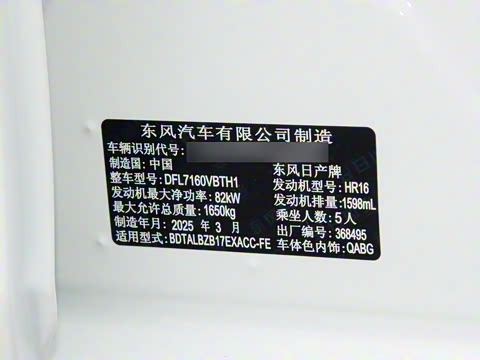 东风汽车有限公司制造
车辆识别代号:
制造国: 中国 东风日产牌
整车型号: DFL7160VBTH1 发动机型号: HR16
发动机最大净功率: 82kW 发动机排量: 1598mL
最大允许总质量: 1650kg 乘坐人数: 5人
制造年月: 2025 年 3 月 出厂编号: 368495
适用型式: BDTALBZB17EXACC-FE 车体色内饰: QABG